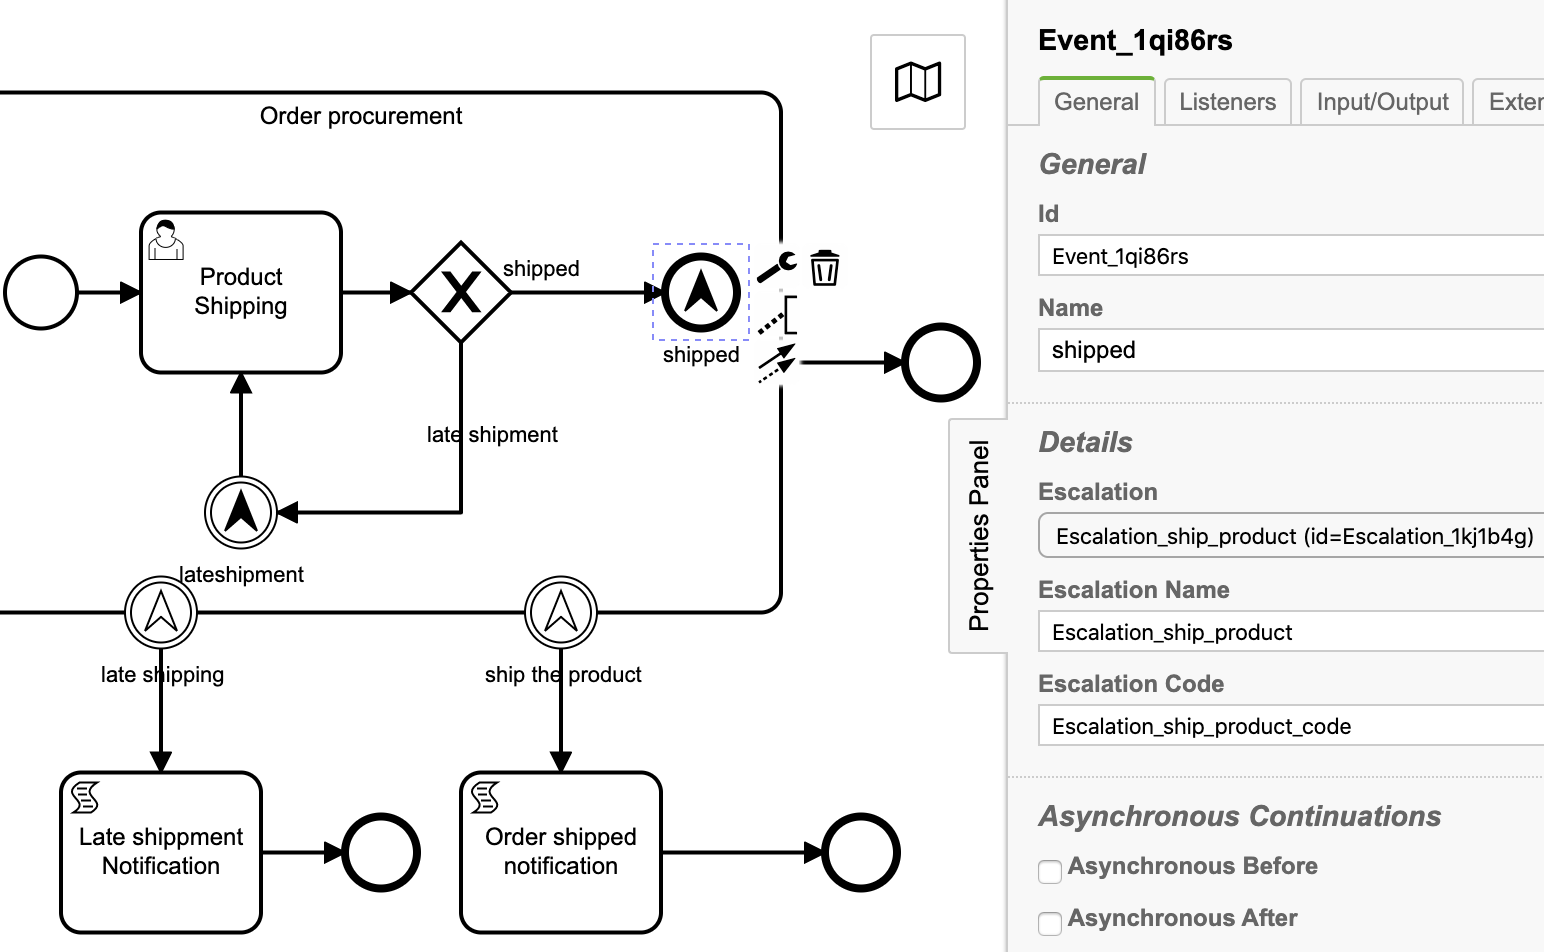 Order procurement
Product
Shipping
shipped
shipped
late shipment
lateshipment
late shipping
ship the product
Late shippment
Notification
Order shipped
notification
Properties Panel
Event_1qi86rs
General
Listeners
Input/Output
Exter
General
Id
Event_1qi86rs
Name
shipped
Details
Escalation
Escalation_ship_product (id=Escalation_1kj1b4g)
Escalation Name
Escalation_ship_product
Escalation Code
Escalation_ship_product_code
Asynchronous Continuations
Asynchronous Before
Asynchronous After